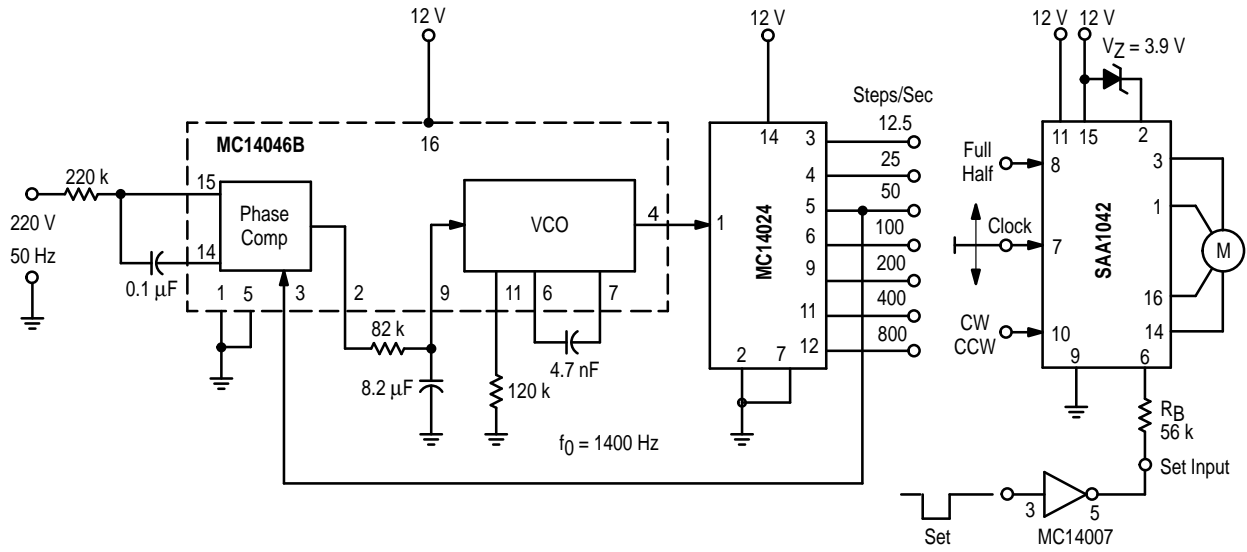 12 V
12 V
12 V
12 V
VZ = 3.9 V
Steps/Sec
MC14046B
16
14
3
12.5
11
15
2
220 k
15
Phase
Comp
VCO
4
1
MC14024
4
25
5
50
6
100
9
200
11
400
12
800
Full
Half
8
3
1
Clock
7
SAA1042
M
16
14
CW
CCW
10
9
6
220 V
50 Hz
14
0.1 μF
1
5
3
2
9
11
6
7
82 k
8.2 μF
120 k
4.7 nF
2
7
f0 = 1400 Hz
RB
56 k
Set Input
Set
3
5
MC14007